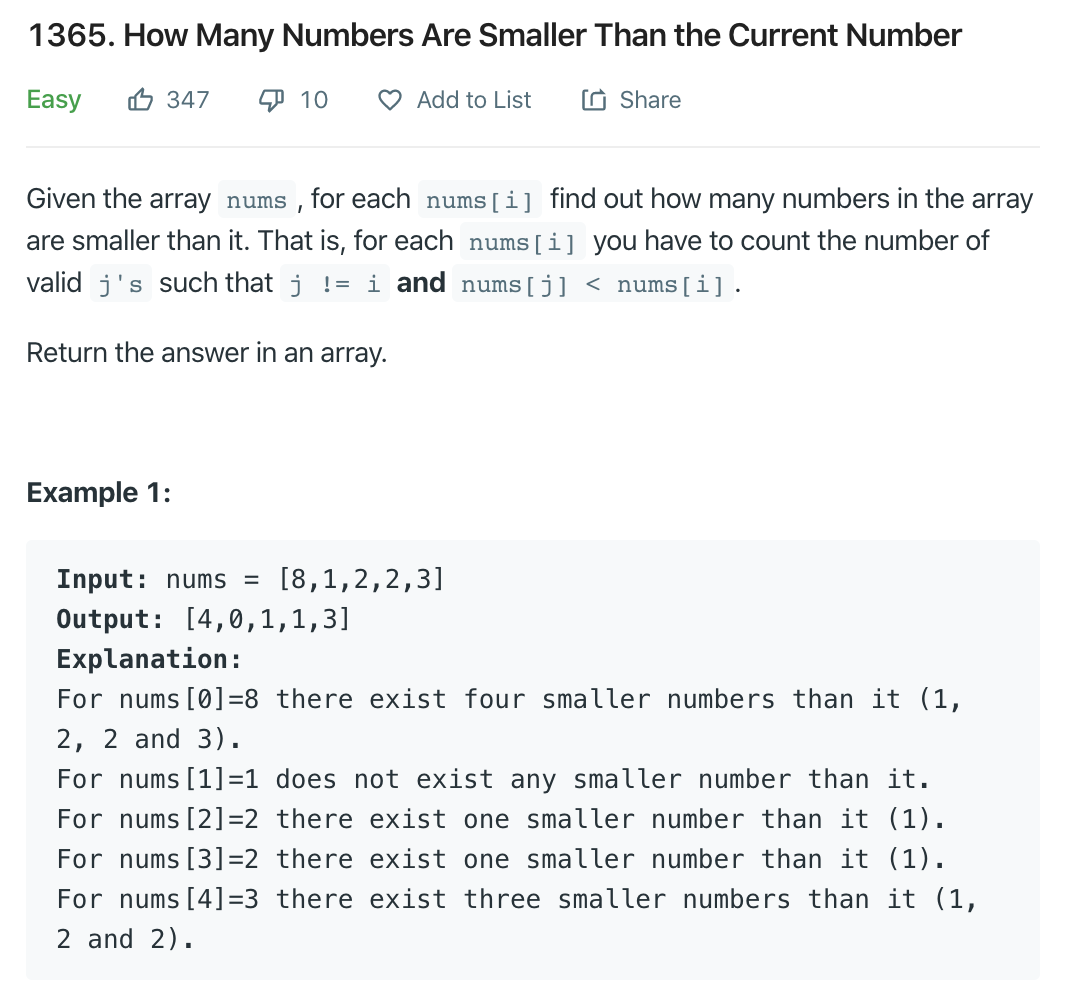 1365. How Many Numbers Are Smaller Than the Current Number
Easy 347 10 Add to List Share
Given the array nums , for each nums[i] find out how many numbers in the array
are smaller than it. That is, for each nums[i] you have to count the number of
valid j's such that j != i and nums[j] < nums[i] .
Return the answer in an array.
Example 1:
Input: nums = [8,1,2,2,3]
Output: [4,0,1,1,3]
Explanation:
For nums[0]=8 there exist four smaller numbers than it (1,
2, 2 and 3).
For nums[1]=1 does not exist any smaller number than it.
For nums[2]=2 there exist one smaller number than it (1).
For nums[3]=2 there exist one smaller number than it (1).
For nums[4]=3 there exist three smaller numbers than it (1,
2 and 2).